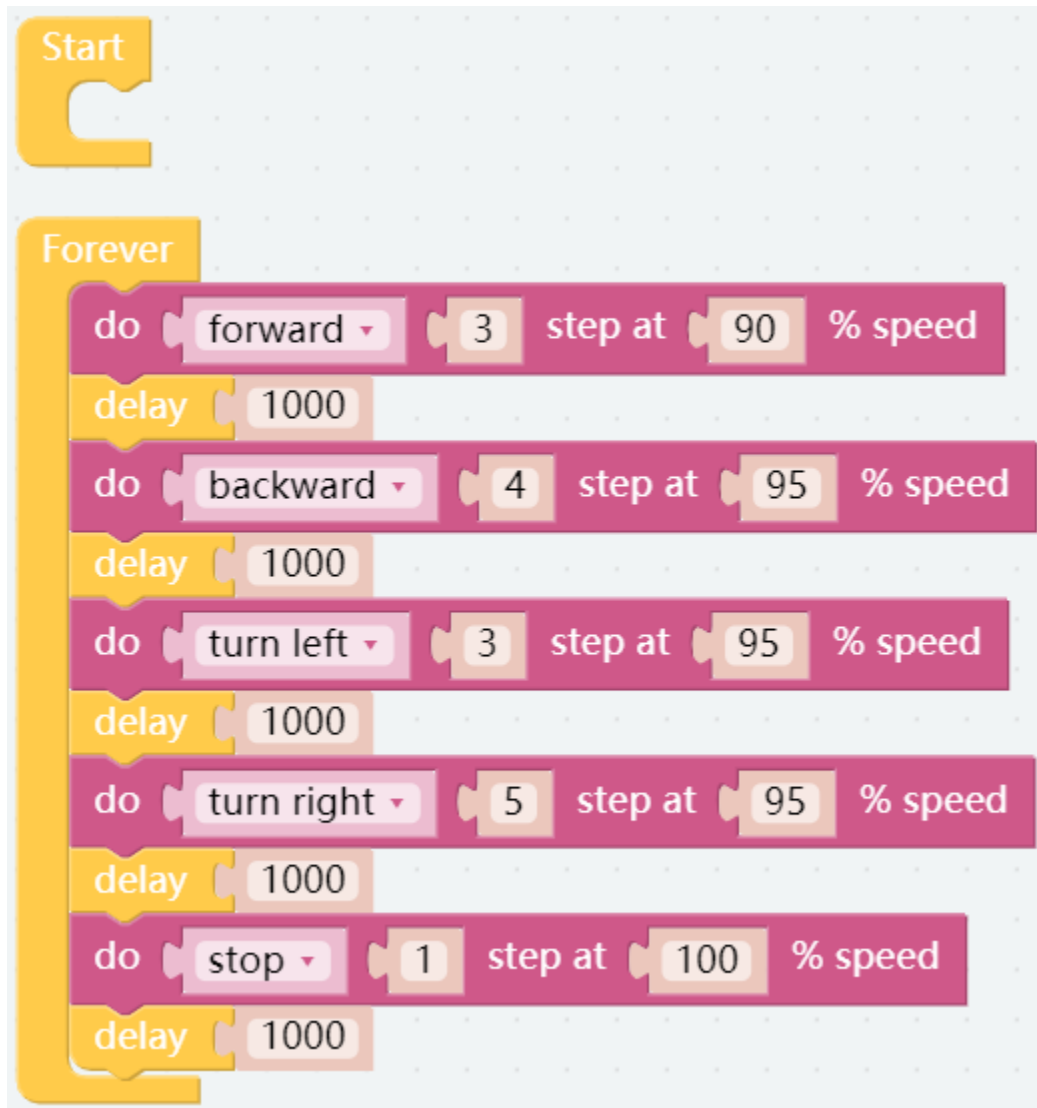 Start
Forever
do forward 3 step at 90 % speed
delay 1000
do backward 4 step at 95 % speed
delay 1000
do turn left 3 step at 95 % speed
delay 1000
do turn right 5 step at 95 % speed
delay 1000
do stop 1 step at 100 % speed
delay 1000